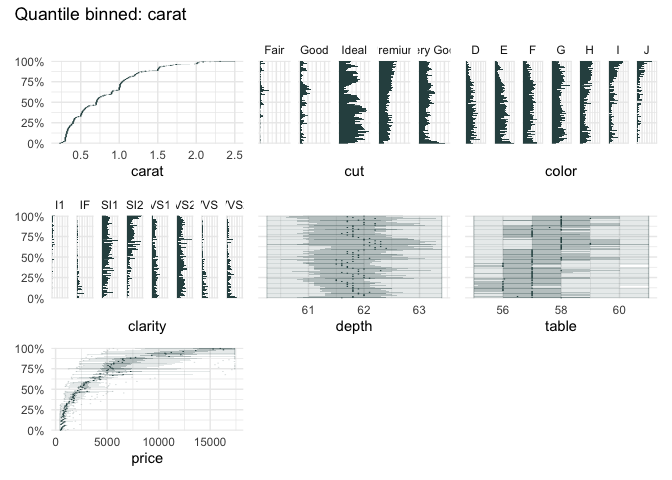 Quantile binned: carat
Fair Good Ideal
D E F G H I J
100%
75%
50%
25%
0%
0.5 1.0 1.5 2.0 2.5
carat
cut
color
I1 IF SI1 SI2 VS1 VS2
100%
75%
50%
25%
0%
clarity
61 62 63
depth
56 58 60
table
100%
75%
50%
25%
0%
0 5000 10000 15000
price